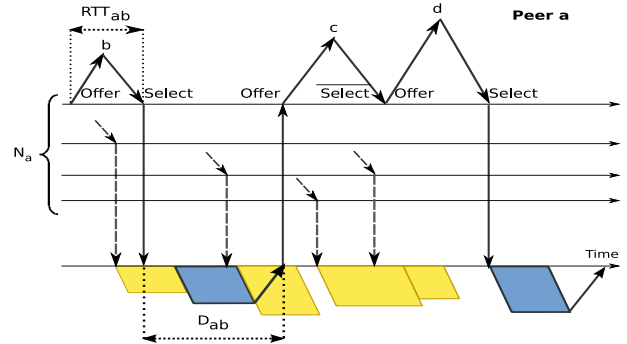 RTTab
Peer a
b
c
d
Offer
Select
Offer
Select
Offer
Select
Na
Time
Dab